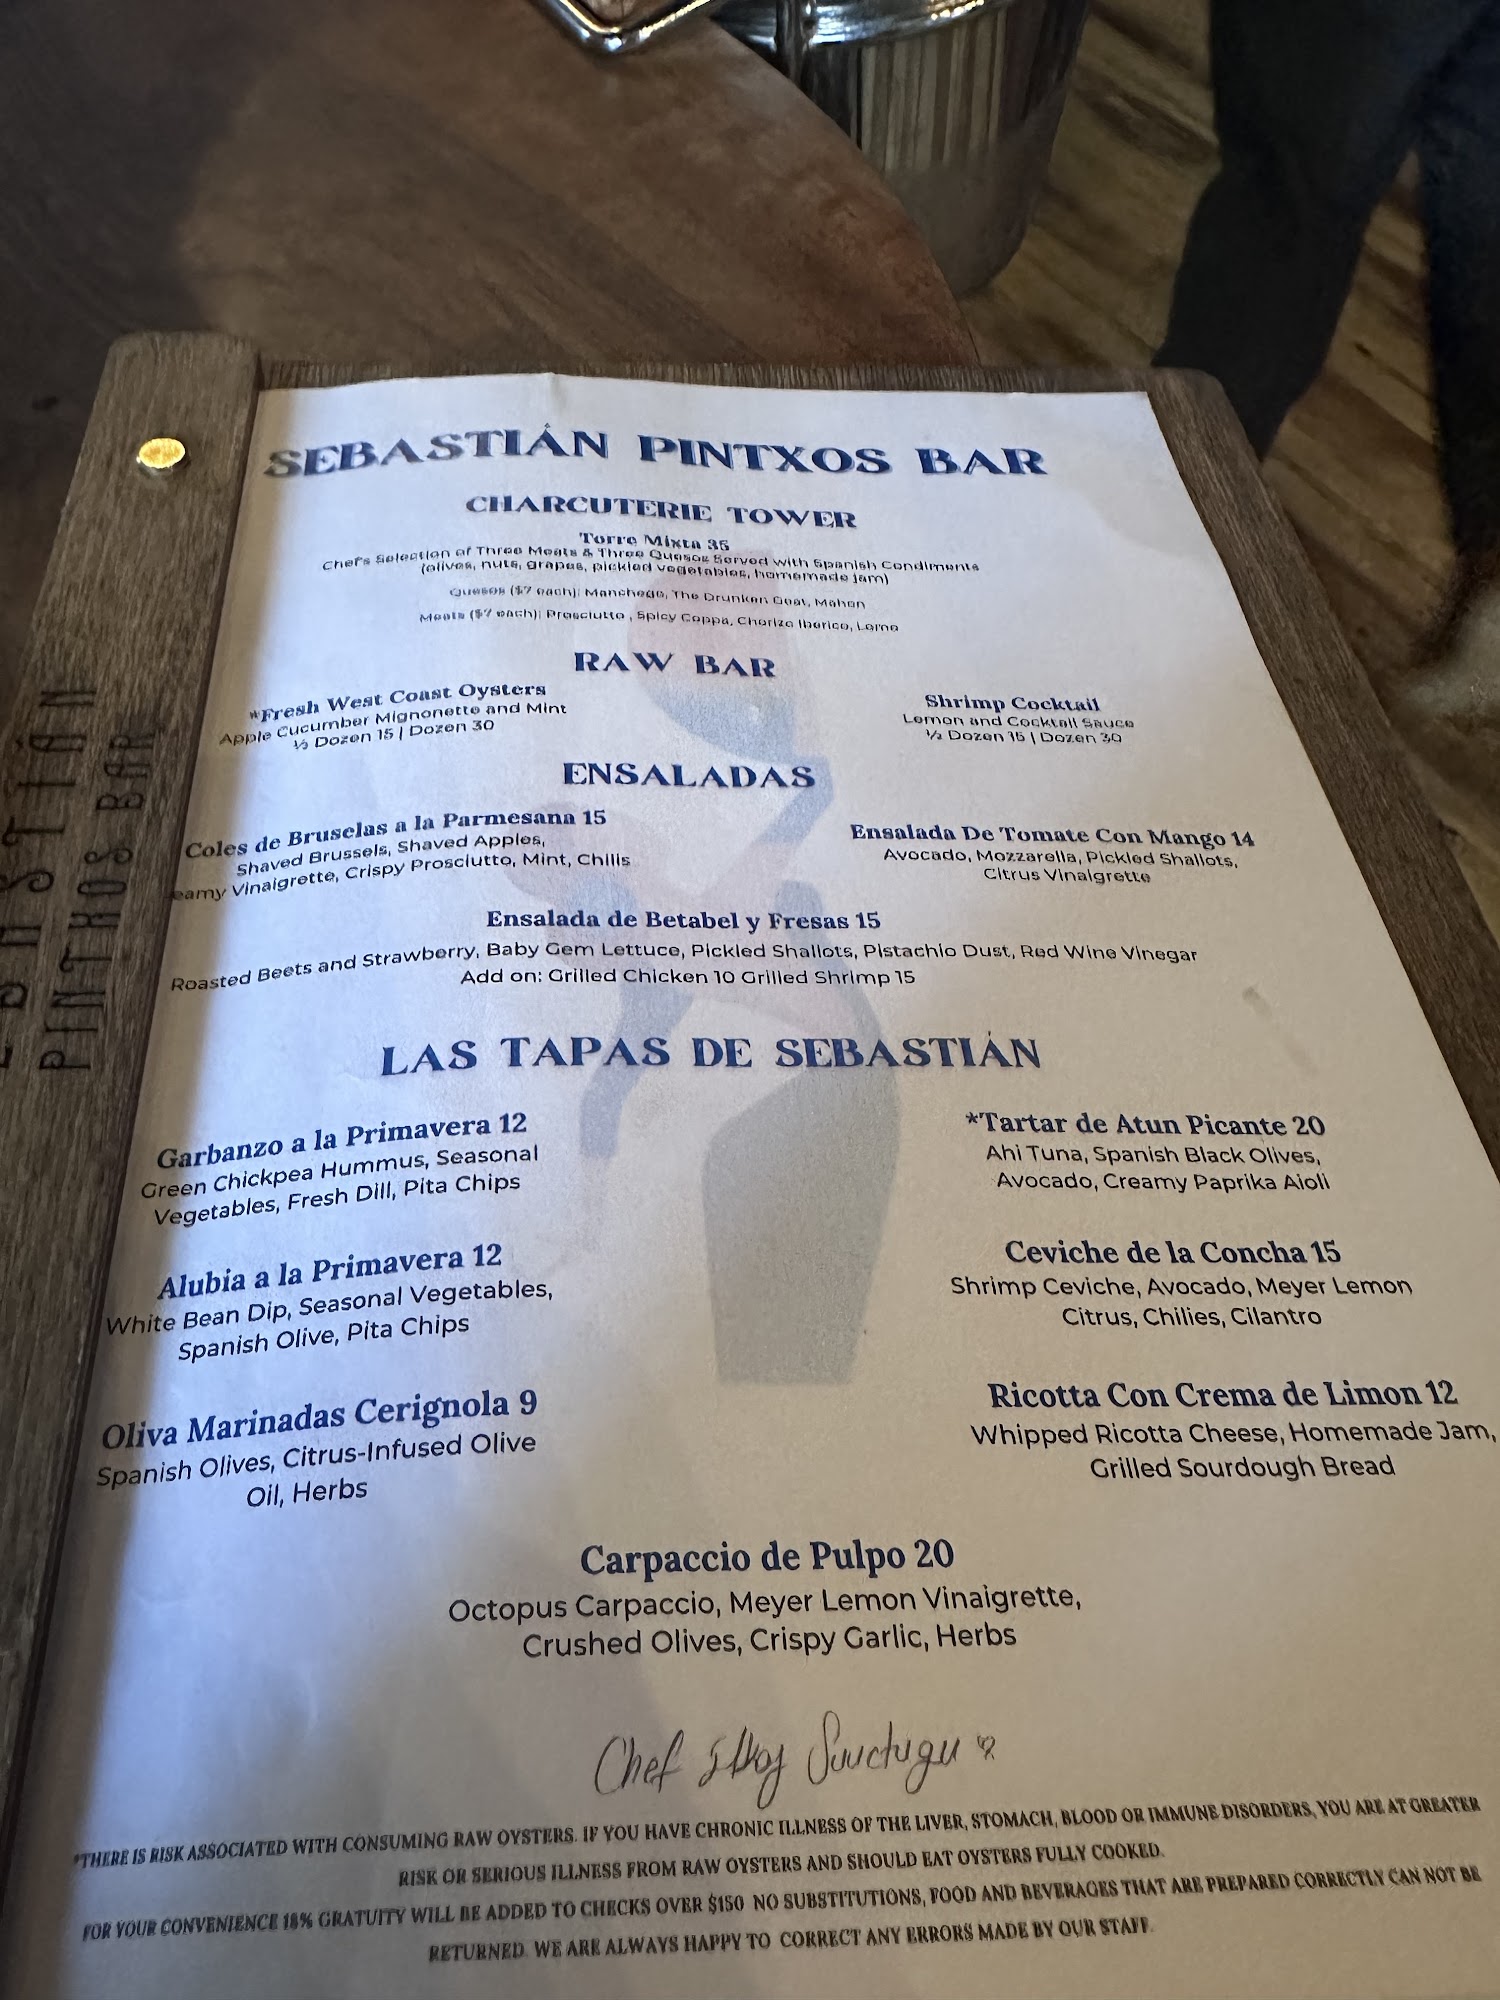 SEBASTIÁN PINTXOS BAR
CHARCUTERIE TOWER
Torre Mixta 35
Chef's Selection of Three Meats & Three Quesos Served with Spanish Condiments
(olives, nuts, grapes, pickled vegetables, homemade jam)
Quesos ($7 each): Manchego, The Drunken Goat, Mahon
Meats ($7 each): Prosciutto , Spicy Coppa, Chorizo Iberico, Lomo
RAW BAR
*Fresh West Coast Oysters
Apple Cucumber Mignonette and Mint
½ Dozen 15 | Dozen 30
Shrimp Cocktail
Lemon and Cocktail Sauce
½ Dozen 15 | Dozen 30
ENSALADAS
Coles de Bruselas a la Parmesana 15
Shaved Brussels, Shaved Apples,
eamy Vinaigrette, Crispy Prosciutto, Mint, Chilis
Ensalada De Tomate Con Mango 14
Avocado, Mozzarella, Pickled Shallots,
Citrus Vinaigrette
Ensalada de Betabel y Fresas 15
Roasted Beets and Strawberry, Baby Gem Lettuce, Pickled Shallots, Pistachio Dust, Red Wine Vinegar
Add on: Grilled Chicken 10 Grilled Shrimp 15
LAS TAPAS DE SEBASTIÁN
Garbanzo a la Primavera 12
Green Chickpea Hummus, Seasonal
Vegetables, Fresh Dill, Pita Chips
*Tartar de Atun Picante 20
Ahi Tuna, Spanish Black Olives,
Avocado, Creamy Paprika Aioli
Alubia a la Primavera 12
White Bean Dip, Seasonal Vegetables,
Spanish Olive, Pita Chips
Ceviche de la Concha 15
Shrimp Ceviche, Avocado, Meyer Lemon
Citrus, Chilies, Cilantro
Oliva Marinadas Cerignola 9
Spanish Olives, Citrus-Infused Olive
Oil, Herbs
Ricotta Con Crema de Limon 12
Whipped Ricotta Cheese, Homemade Jam,
Grilled Sourdough Bread
Carpaccio de Pulpo 20
Octopus Carpaccio, Meyer Lemon Vinaigrette,
Crushed Olives, Crispy Garlic, Herbs
Chef
*THERE IS RISK ASSOCIATED WITH CONSUMING RAW OYSTERS. IF YOU HAVE CHRONIC ILLNESS OF THE LIVER, STOMACH, BLOOD OR IMMUNE DISORDERS, YOU ARE AT GREATER
RISK OR SERIOUS ILLNESS FROM RAW OYSTERS AND SHOULD EAT OYSTERS FULLY COOKED.
FOR YOUR CONVENIENCE 18% GRATUITY WILL BE ADDED TO CHECKS OVER $150 NO SUBSTITUTIONS, FOOD AND BEVERAGES THAT ARE PREPARED CORRECTLY CAN NOT BE
RETURNED. WE ARE ALWAYS HAPPY TO CORRECT ANY ERRORS MADE BY OUR STAFF.
PINTXOS BAR